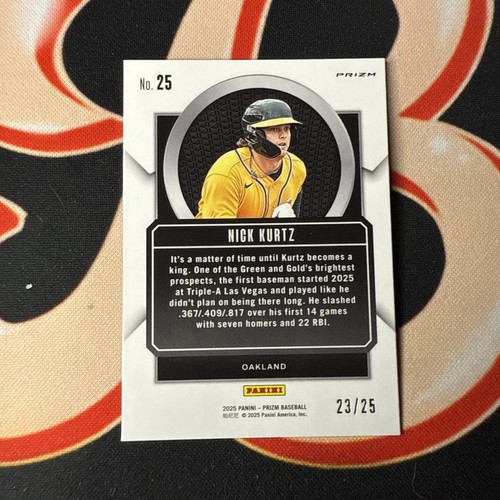 No. 25
PRIZM
NICK KURTZ
It's a matter of time until Kurtz becomes a
king. One of the Green and Gold's brightest
prospects, the first baseman started 2025
at Triple-A Las Vegas and played like he
didn't plan on being there long. He slashed
.367/.409/.817 over his first 14 games
with seven homers and 22 RBI.
OAKLAND
PANINI
2025 PANINI – PRIZM BASEBALL
帕尼尼 © 2025 Panini America, Inc.
23/25